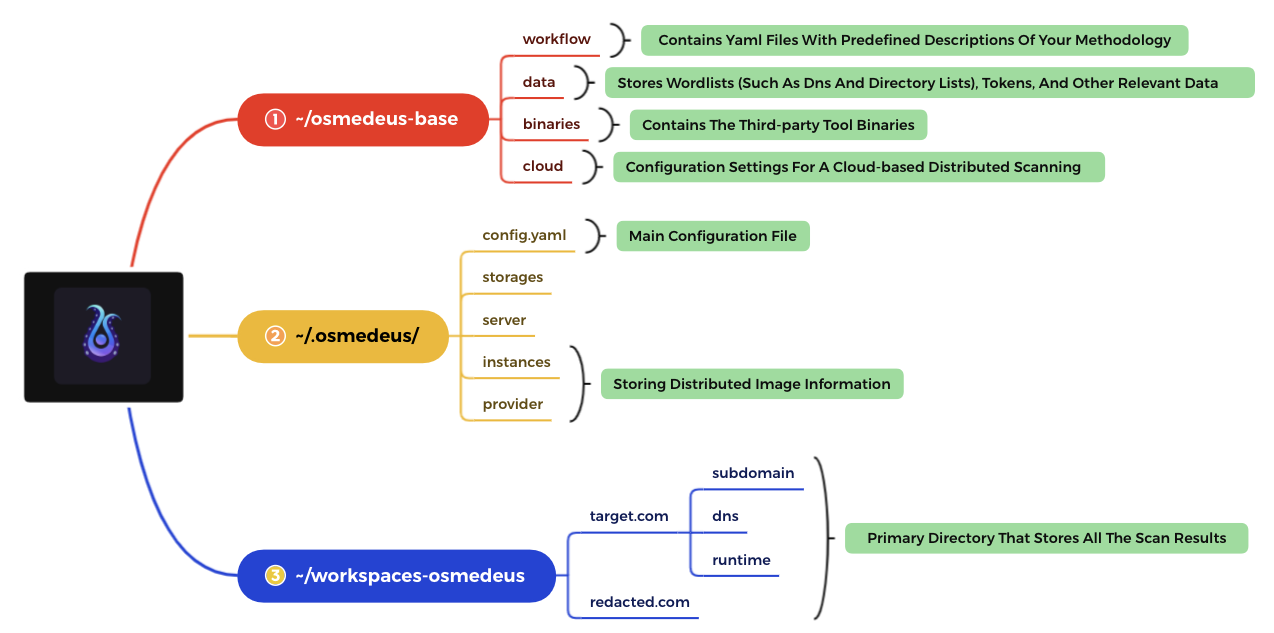 workflow
Contains Yaml Files With Predefined Descriptions Of Your Methodology
data
Stores Wordlists (Such As Dns And Directory Lists), Tokens, And Other Relevant Data
1 ~/osmedeus-base
binaries
Contains The Third-party Tool Binaries
cloud
Configuration Settings For A Cloud-based Distributed Scanning
config.yaml
Main Configuration File
storages
server
2 ~/.osmedeus/
instances
provider
Storing Distributed Image Information
subdomain
target.com
dns
runtime
Primary Directory That Stores All The Scan Results
3 ~/workspaces-osmedeus
redacted.com